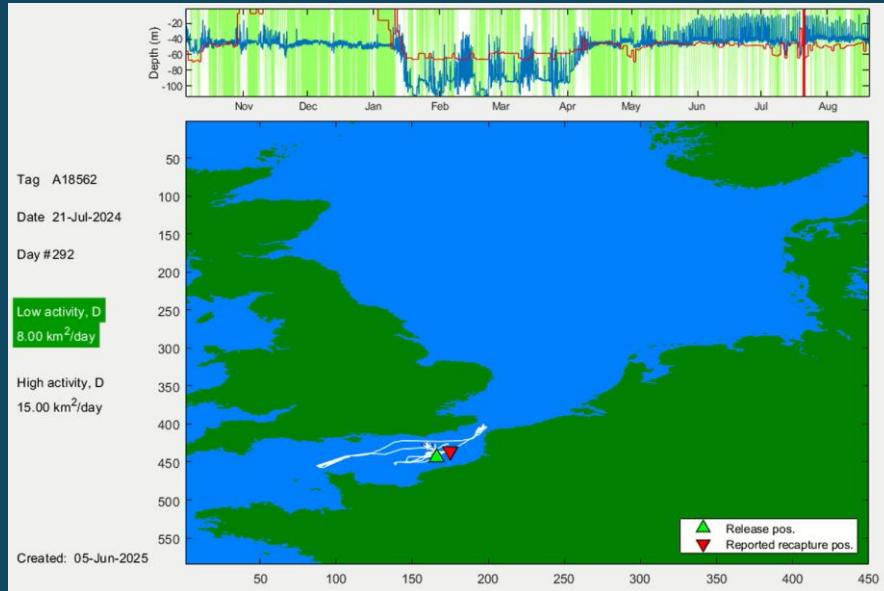 -20
-40
-60
-80
-100
Depth (m)
Nov Dec Jan Feb Mar Apr May Jun Jul Aug
Tag A18562
Date 21-Jul-2024
Day # 292
Low activity, D
8.00 km²/day
High activity, D
15.00 km²/day
Created: 05-Jun-2025
50
100
150
200
250
300
350
400
450
500
550
Release pos.
Reported recapture pos.
50 100 150 200 250 300 350 400 450